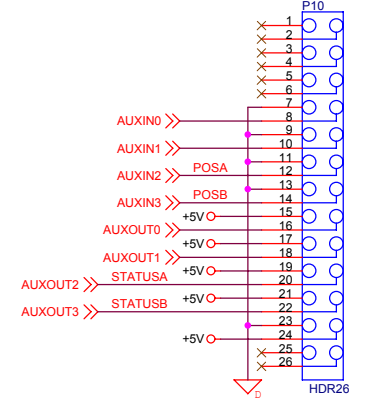 P10
1
2
3
4
5
6
7
AUXIN0 8
9
AUXIN1 10
11
AUXIN2 POSA 12
13
AUXIN3 POSB 14
+5V 15
AUXOUT0 16
+5V 17
AUXOUT1 18
+5V 19
AUXOUT2 STATUSA 20
+5V 21
AUXOUT3 STATUSB 22
23
+5V 24
25
26
D HDR26